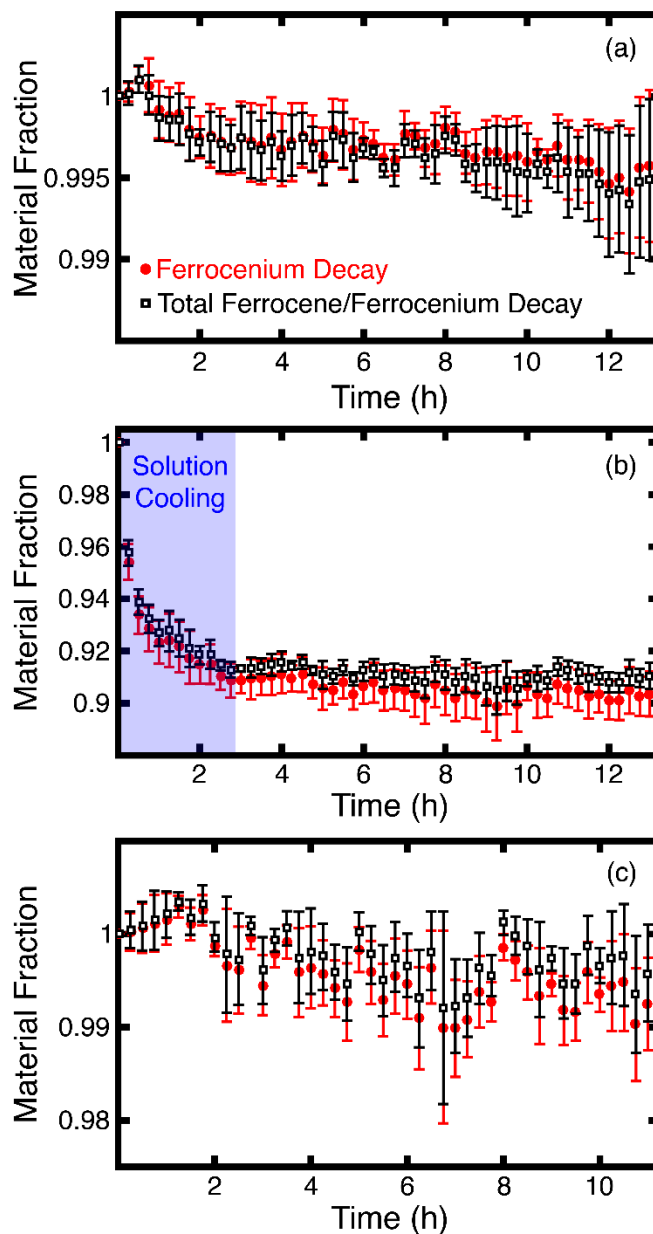 (a)
1
0.995
0.99
Material Fraction
Ferrocenium Decay
Total Ferrocene/Ferrocenium Decay
2 4 6 8 10 12
Time (h)
(b)
Solution
Cooling
1
0.98
0.96
0.94
0.92
0.9
Material Fraction
2 4 6 8 10 12
Time (h)
(c)
1
0.99
0.98
Material Fraction
2 4 6 8 10
Time (h)